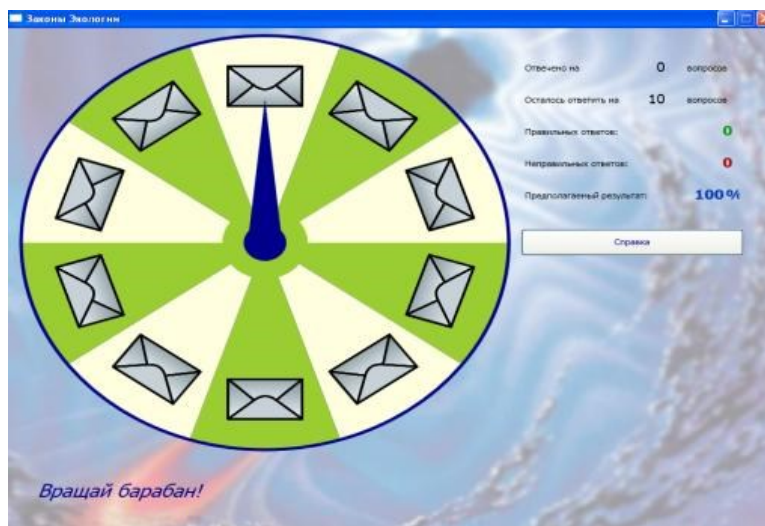 Законы Экологии
Отвечено на 0 вопросов
Осталось ответить на 10 вопросов
Правильных ответов: 0
Неправильных ответов: 0
Предполагаемый результат: 100%
Справка
Вращай барабан!